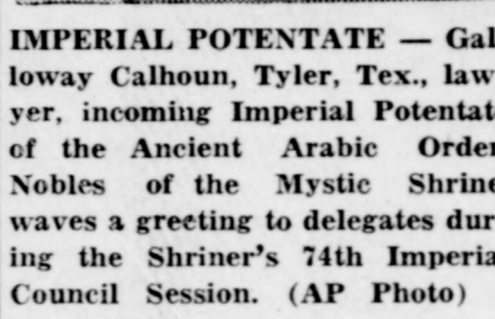 IMPERIAL POTENTATE — Gal
loway Calhoun, Tyler, Tex., law
yer, incoming Imperial Potentat
of the Ancient Arabic Order
Nobles of the Mystic Shrine
waves a greeting to delegates dur
ing the Shriner's 74th Imperia
Council Session. (AP Photo)